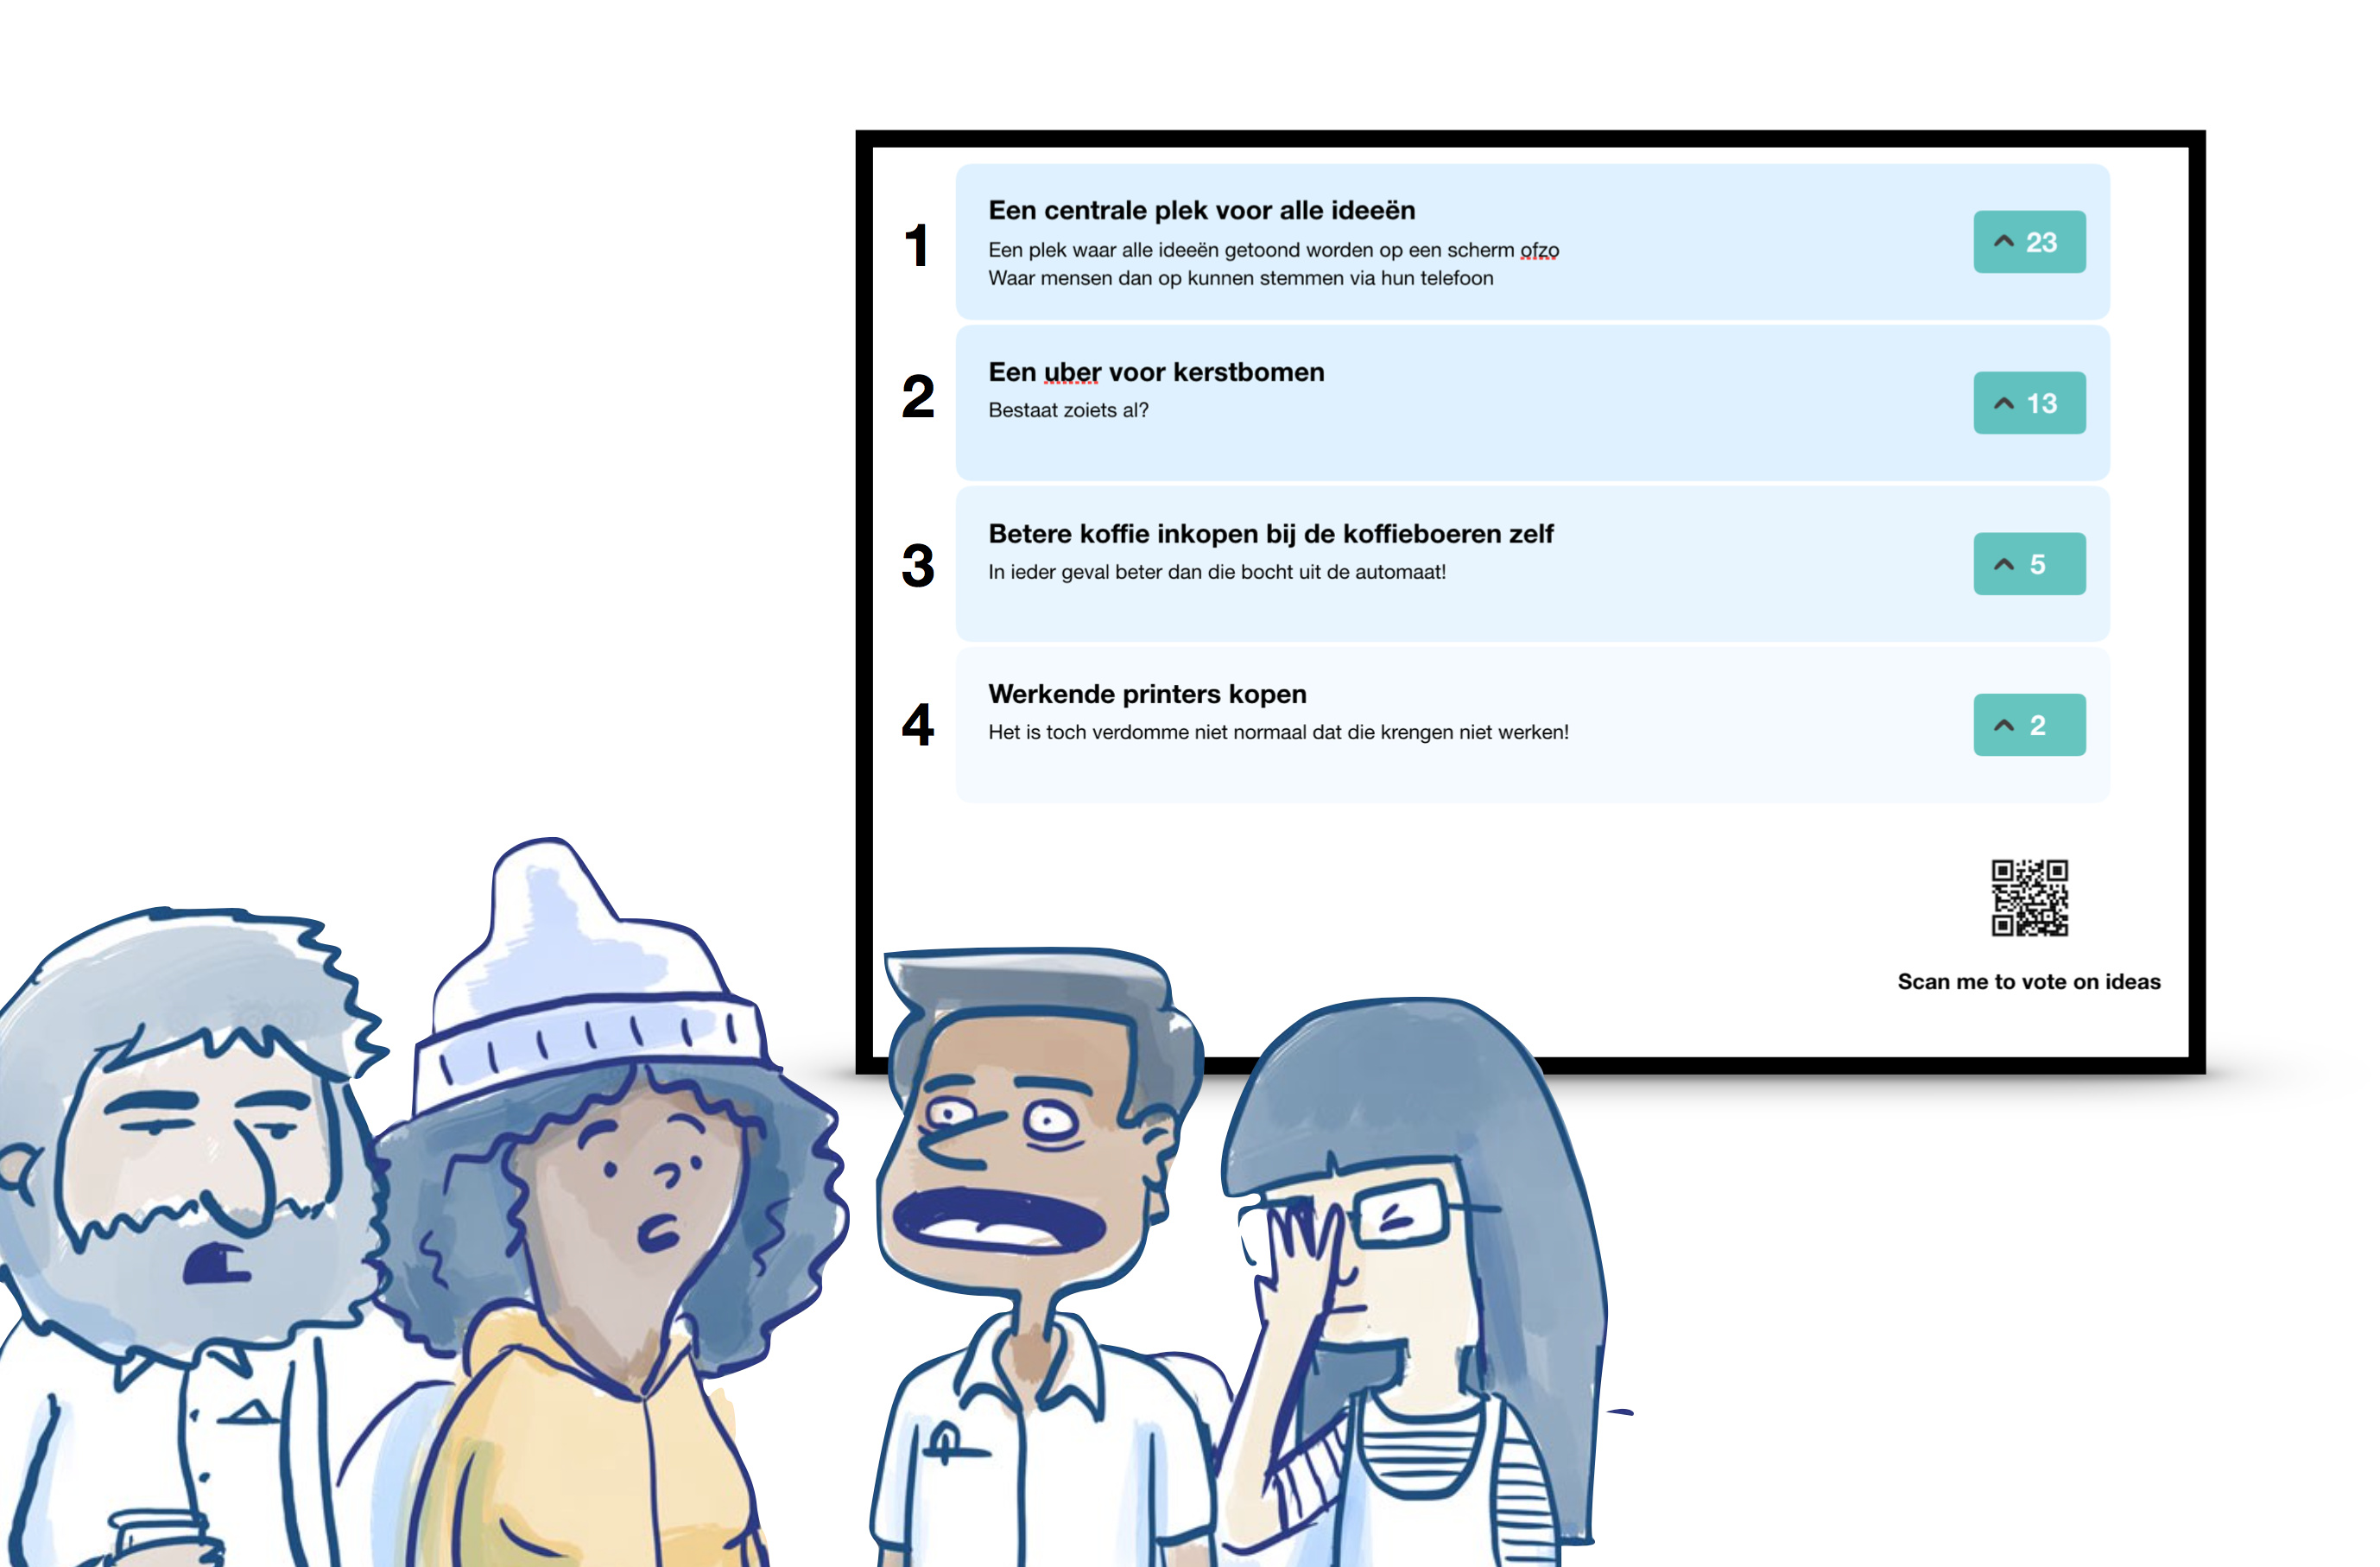 1
Een centrale plek voor alle ideeën
Een plek waar alle ideeën getoond worden op een scherm ofzo
Waar mensen dan op kunnen stemmen via hun telefoon
23
2
Een uber voor kerstbomen
Bestaat zoiets al?
13
3
Betere koffie inkopen bij de koffieboeren zelf
In ieder geval beter dan die bocht uit de automaat!
5
4
Werkende printers kopen
Het is toch verdomme niet normaal dat die krengen niet werken!
2
Scan me to vote on ideas